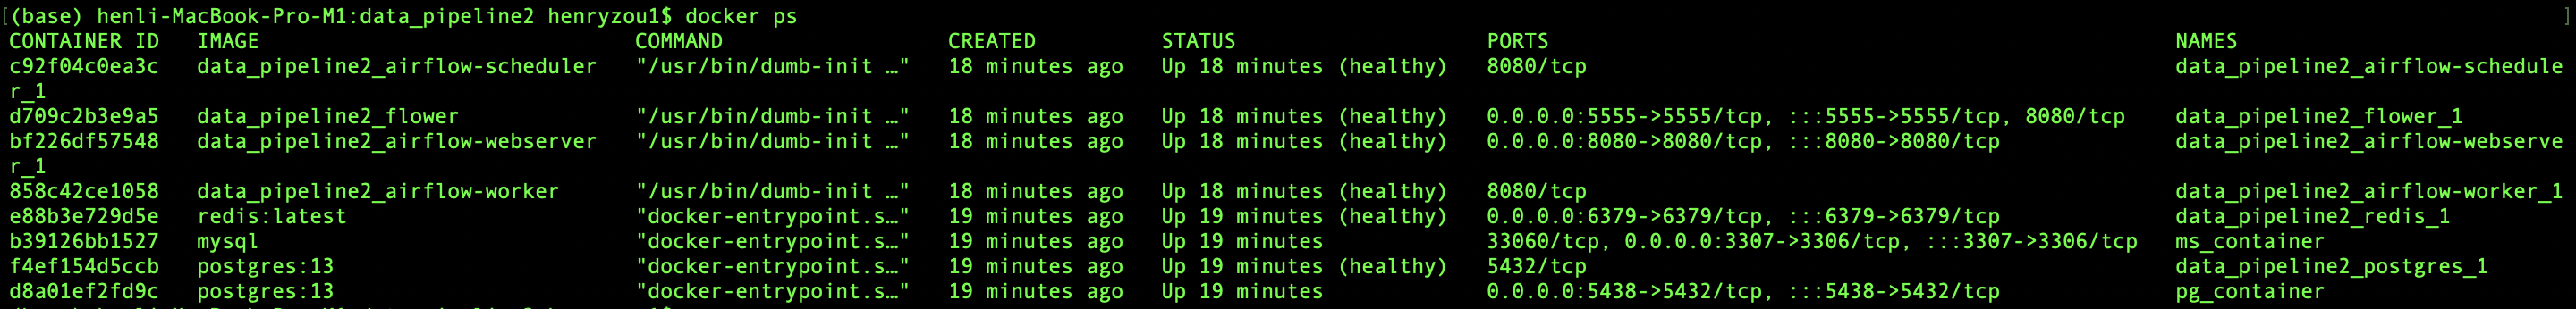 [(base) henli-MacBook-Pro-M1:data_pipeline2 henryzou1$ docker ps ]
CONTAINER ID   IMAGE                              COMMAND                  CREATED          STATUS                    PORTS                                                  NAMES
c92f04c0ea3c   data_pipeline2_airflow-scheduler   "/usr/bin/dumb-init …"   18 minutes ago   Up 18 minutes (healthy)   8080/tcp                                               data_pipeline2_airflow-schedule
r_1
d709c2b3e9a5   data_pipeline2_flower              "/usr/bin/dumb-init …"   18 minutes ago   Up 18 minutes (healthy)   0.0.0.0:5555->5555/tcp, :::5555->5555/tcp, 8080/tcp    data_pipeline2_flower_1
bf226df57548   data_pipeline2_airflow-webserver   "/usr/bin/dumb-init …"   18 minutes ago   Up 18 minutes (healthy)   0.0.0.0:8080->8080/tcp, :::8080->8080/tcp              data_pipeline2_airflow-webserve
r_1
858c42ce1058   data_pipeline2_airflow-worker      "/usr/bin/dumb-init …"   18 minutes ago   Up 18 minutes (healthy)   8080/tcp                                               data_pipeline2_airflow-worker_1
e88b3e729d5e   redis:latest                       "docker-entrypoint.s…"   19 minutes ago   Up 19 minutes (healthy)   0.0.0.0:6379->6379/tcp, :::6379->6379/tcp              data_pipeline2_redis_1
b39126bb1527   mysql                              "docker-entrypoint.s…"   19 minutes ago   Up 19 minutes             33060/tcp, 0.0.0.0:3307->3306/tcp, :::3307->3306/tcp   ms_container
f4ef154d5ccb   postgres:13                        "docker-entrypoint.s…"   19 minutes ago   Up 19 minutes (healthy)   5432/tcp                                               data_pipeline2_postgres_1
d8a01ef2fd9c   postgres:13                        "docker-entrypoint.s…"   19 minutes ago   Up 19 minutes             0.0.0.0:5438->5432/tcp, :::5438->5432/tcp              pg_container